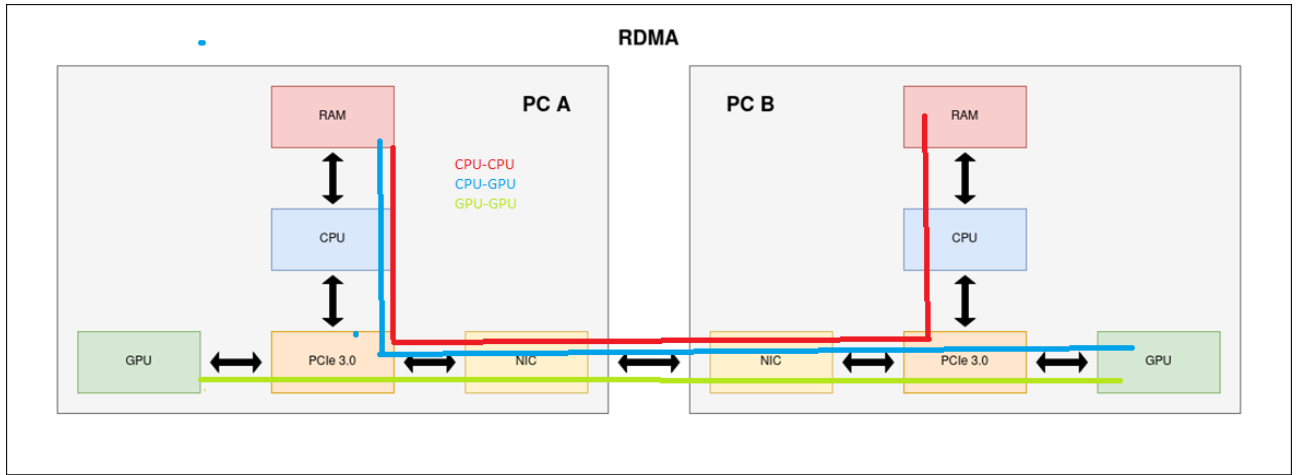 RDMA
PC A
RAM
CPU-CPU
CPU-GPU
GPU-GPU
CPU
GPU
PCIe 3.0
NIC
PC B
RAM
CPU
NIC
PCIe 3.0
GPU